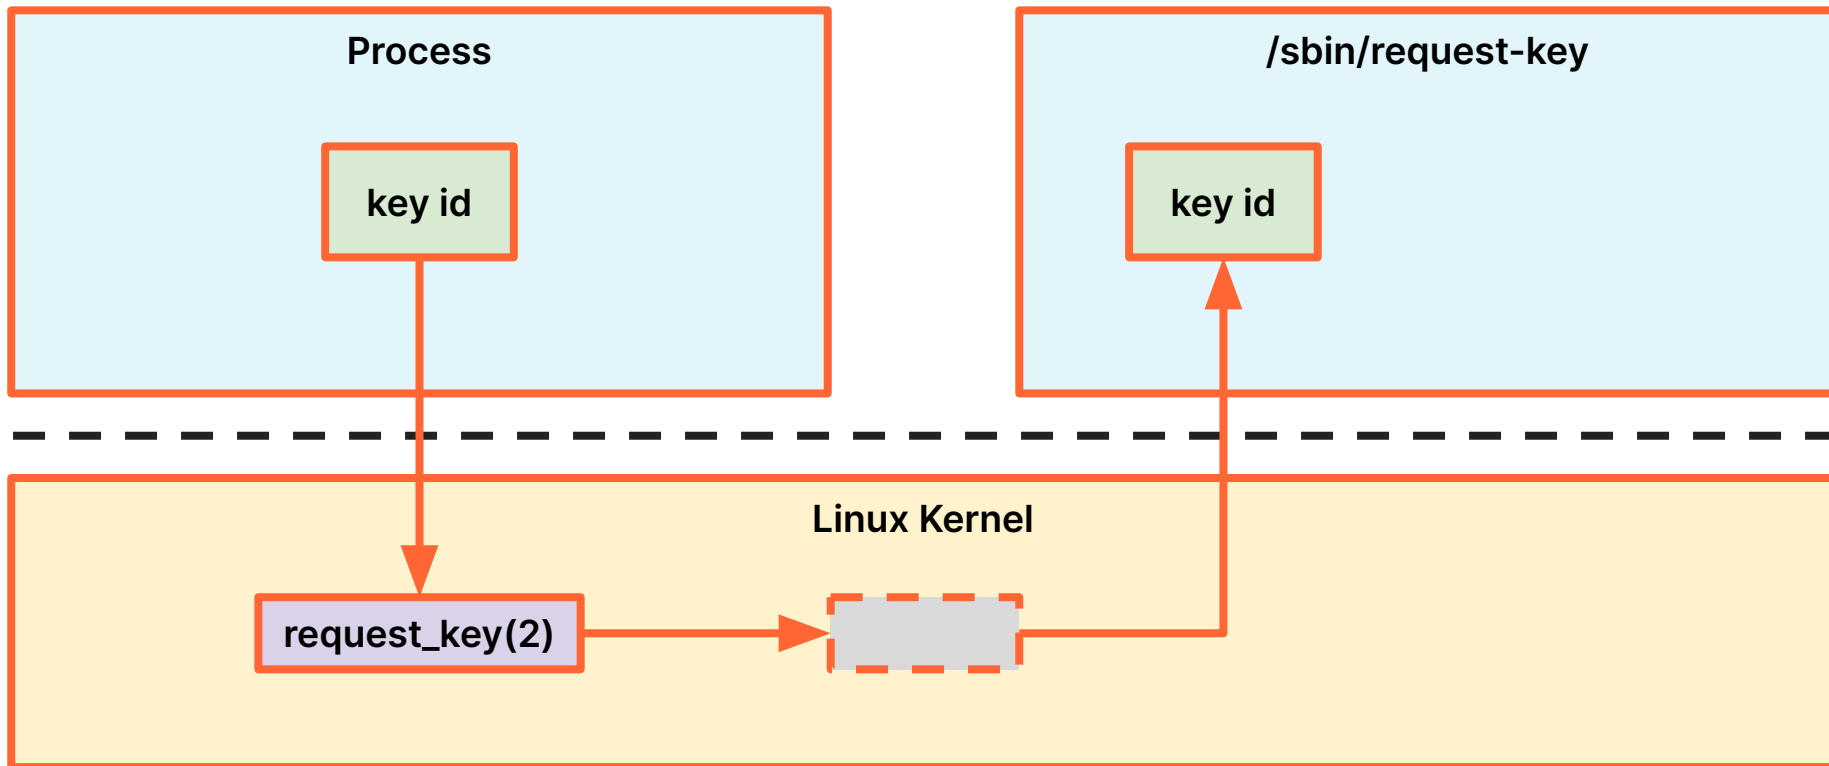 Process
/sbin/request-key
key id
key id
Linux Kernel
request_key(2)